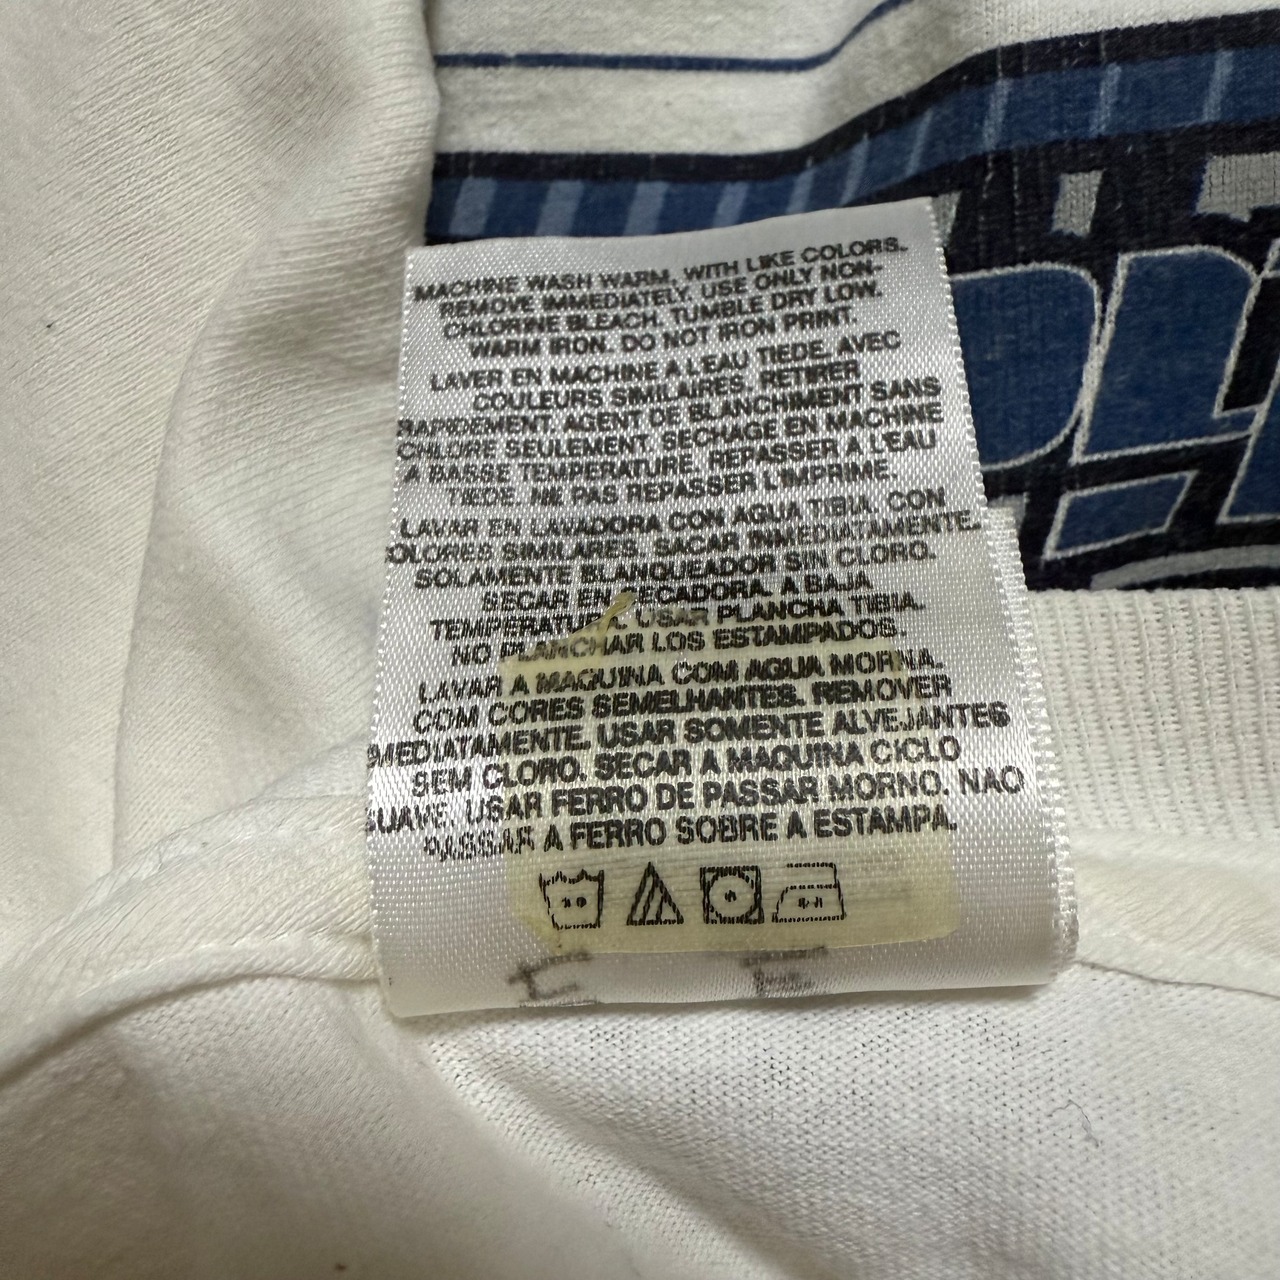 MACHINE WASH WARM, WITH LIKE COLORS.
REMOVE IMMEDIATELY, USE ONLY NON-
CHLORINE BLEACH, TUMBLE DRY LOW.
WARM IRON. DO NOT IRON PRINT.
LAVER EN MACHINE A L'EAU TIEDE, AVEC
COULEURS SIMILAIRES. RETIRER
RAPIDEMENT. AGENT DE BLANCHIMENT SANS
CHLORE SEULEMENT. SECHAGE EN MACHINE
A BASSE TEMPERATURE. REPASSER A L'EAU
TIEDE. NE PAS REPASSER L'IMPRIME.
LAVAR EN LAVADORA CON AGUA TIBIA, CON
OLORES SIMILARES. SACAR INMEDIATAMENTE.
SOLAMENTE BLANQUEADOR SIN CLORO.
SECAR EN SECADORA. A BAJA
TEMPERATURA. USAR PLANCHA TIBIA.
NO PLANCHAR LOS ESTAMPADOS.
LAVAR A MAQUINA COM AGUA MORNA.
COM CORES SEMELHANTES. REMOVER
MEDIATAMENTE. USAR SOMENTE ALVEJANTES
SEM CLORO. SECAR A MAQUINA CICLO
SUAVE. USAR FERRO DE PASSAR MORNO. NAO
PASSAR A FERRO SOBRE A ESTAMPA.